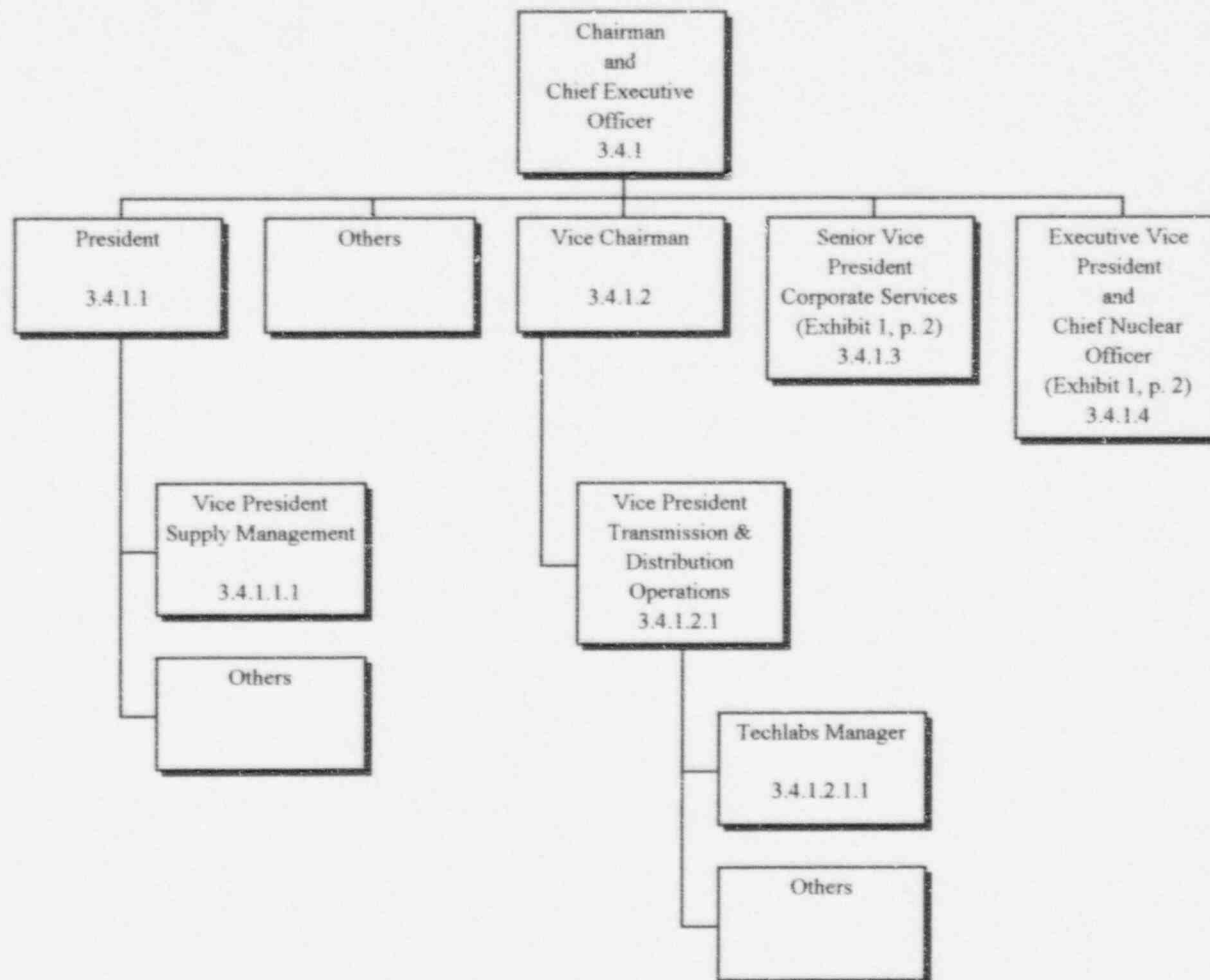 Chairman
and
Chief Executive
Officer
3.4.1
President
3.4.1.1
Others
Vice Chairman
3.4.1.2
Senior Vice
President
Corporate Services
(Exhibit 1, p. 2)
3.4.1.3
Executive Vice
President
and
Chief Nuclear
Officer
(Exhibit 1, p. 2)
3.4.1.4
Vice President
Supply Management
3.4.1.1.1
Others
Vice President
Transmission &
Distribution
Operations
3.4.1.2.1
Techlabs Manager
3.4.1.2.1.1
Others